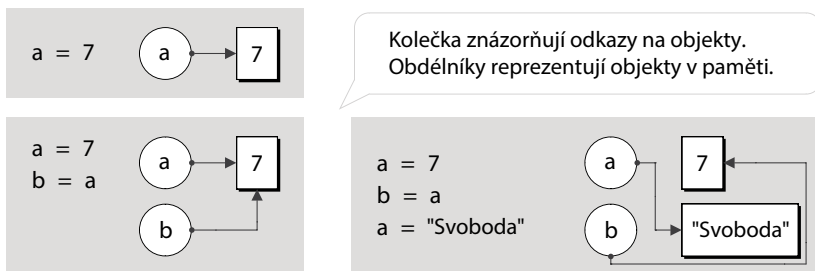 a = 7
a
7
Kolečka znázorňují odkazy na objekty.
Obdélníky reprezentují objekty v paměti.
a = 7
b = a
a
7
b
a = 7
b = a
a = "Svoboda"
a
7
b
"Svoboda"